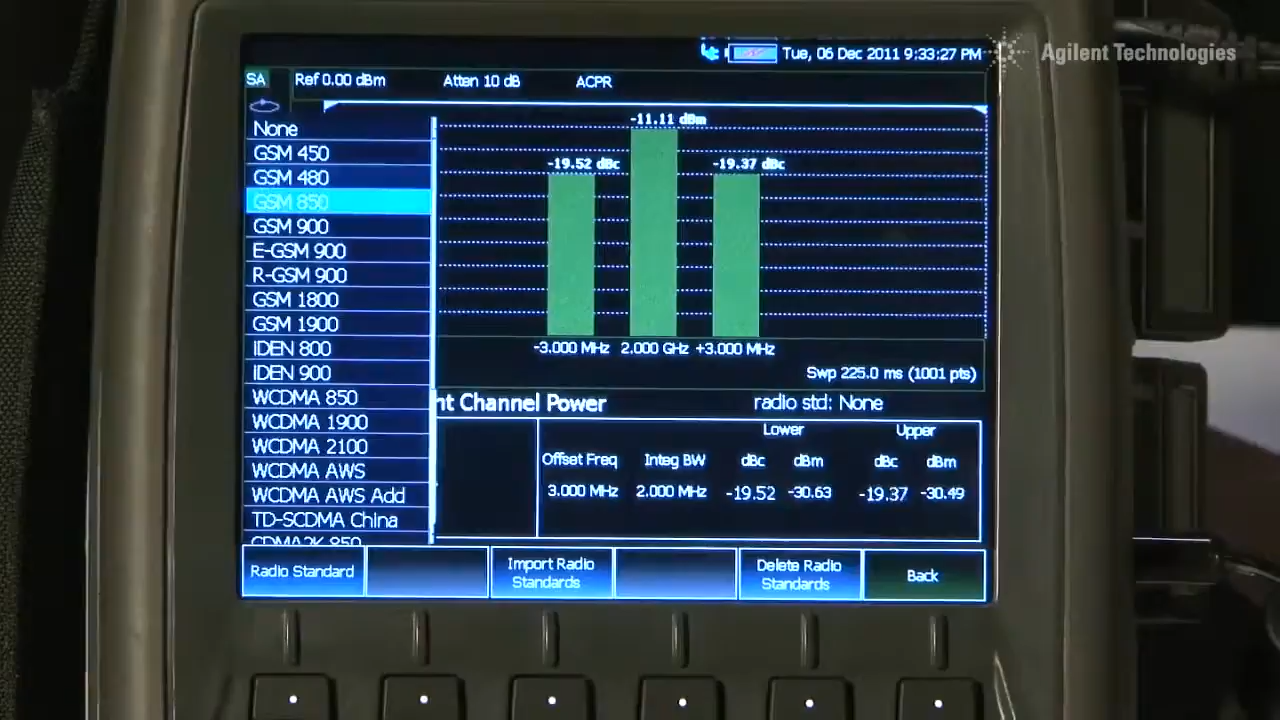 Tue, 06 Dec 2011 9:33:27 PM
Agilent Technologies
SA Ref 0.00 dBm Atten 10 dB ACPR
None
GSM 450
GSM 480
GSM 850
GSM 900
E-GSM 900
R-GSM 900
GSM 1800
GSM 1900
IDEN 800
IDEN 900
WCDMA 850
WCDMA 1900
WCDMA 2100
WCDMA AWS
WCDMA AWS Add
TD-SCDMA China
CDMA2K 850
-11.11 dBm
-19.52 dBc -19.37 dBc
-3.000 MHz 2.000 GHz +3.000 MHz
Swp 225.0 ms (1001 pts)
nt Channel Power radio std: None
Lower Upper
Offset Freq Integ BW dBc dBm dBc dBm
3.000 MHz 2.000 MHz -19.52 -30.63 -19.37 -30.49
Radio Standard
Import Radio
Standards
Delete Radio
Standards
Back